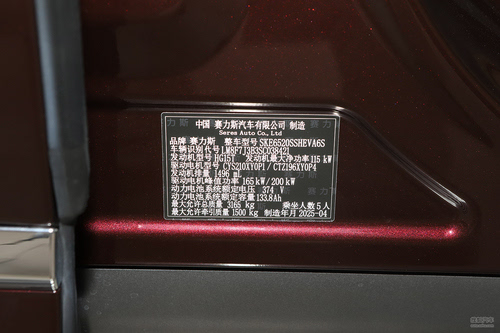 中国 赛力斯汽车有限公司 制造
Seres Auto Co., Ltd
品牌 赛力斯 整车型号 SKE6520SSHEVA6S
车辆识别代号 LM8F7J3B3SC038421
发动机型号 HG15T 发动机最大净功率 115 kW
驱动电机型号 CYS210XY0P1 / CTZ196XY0P4
发动机排量 1496 mL
驱动电机峰值功率 165 kW/200 kW
动力电池系统额定电压 374 V
动力电池系统额定容量 133.8Ah
最大允许总质量 3165 kg 乘坐人数 5 人
最大允许牵引质量 1500 kg 制造年月 2025-04